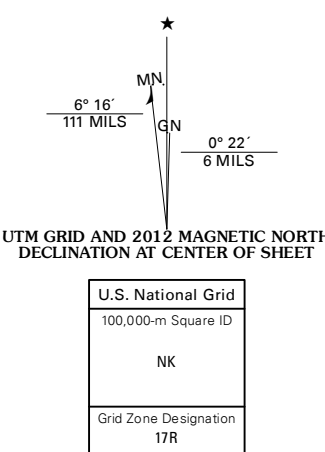 ★
MN.
6° 16´
111 MILS
GN
0° 22´
6 MILS
UTM GRID AND 2012 MAGNETIC NORTH
DECLINATION AT CENTER OF SHEET
U.S. National Grid
100,000-m Square ID
NK
Grid Zone Designation
17R